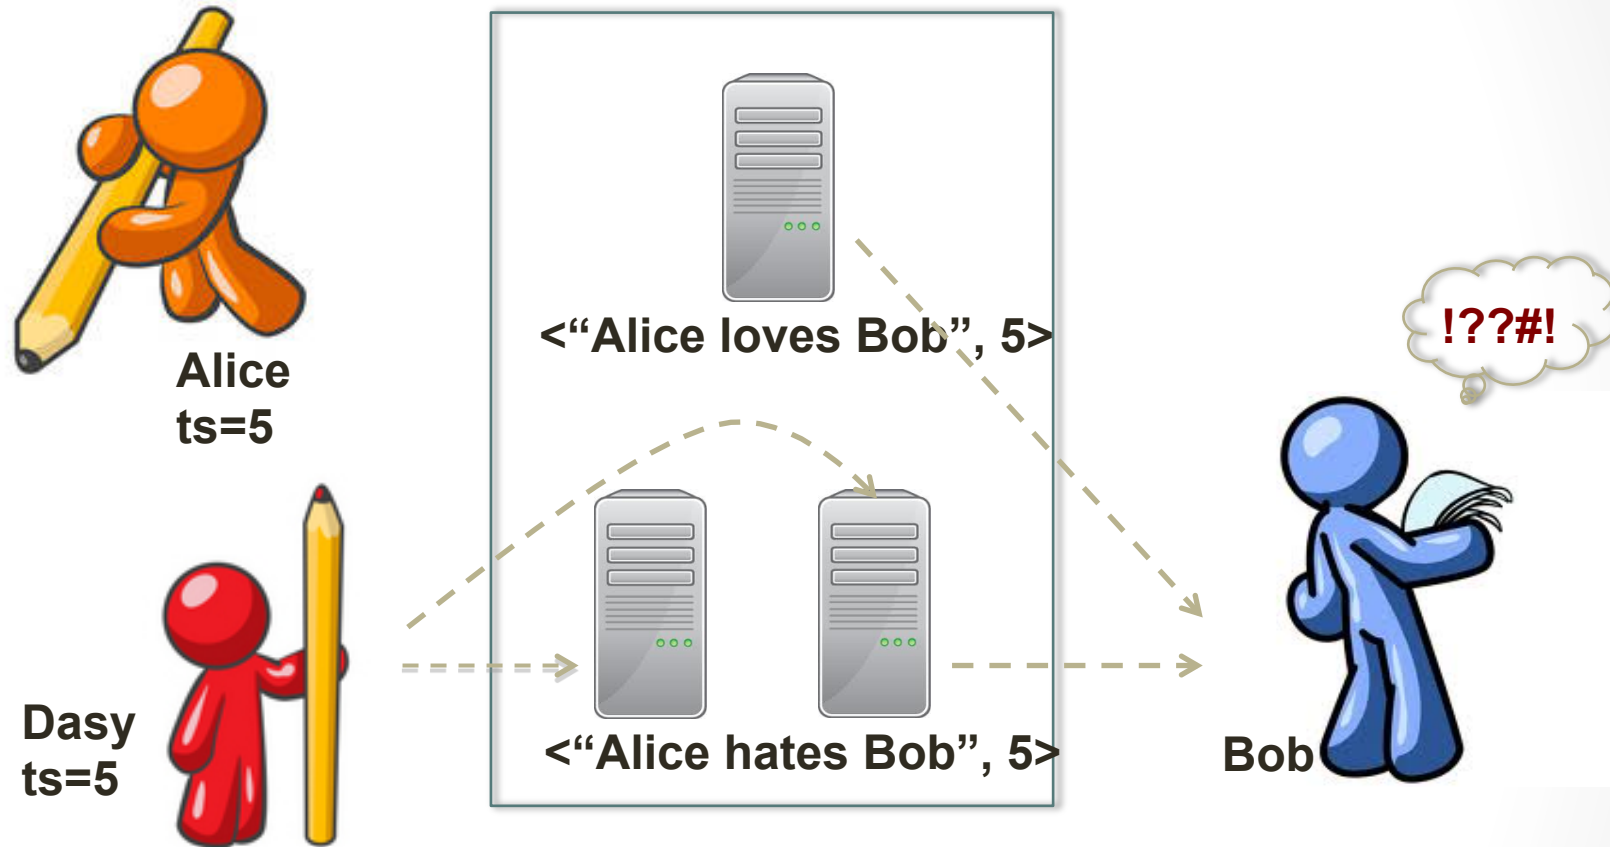 <“Alice loves Bob”, 5>
!??#!
Alice
ts=5
Dasy
ts=5
<“Alice hates Bob”, 5>
Bob